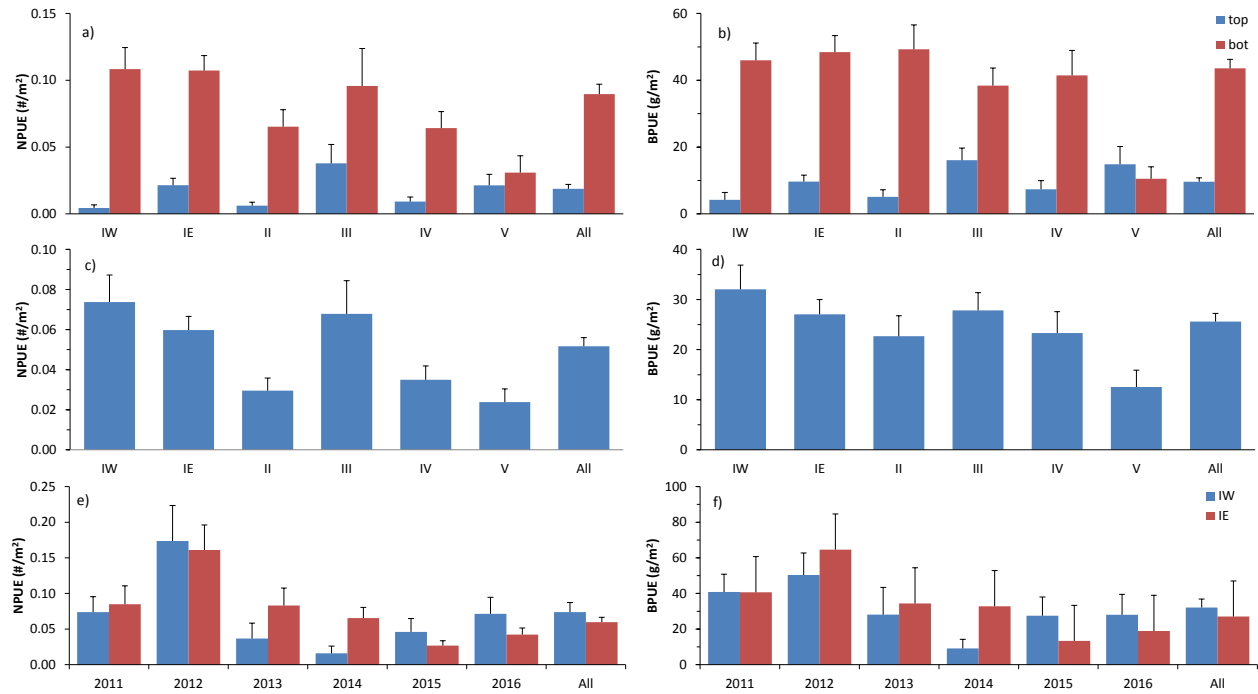 a)
NPUE (#/m²)
0.15
0.10
0.05
0.00
IW IE II III IV V All
b)
top
bot
BPUE (g/m²)
60
40
20
0
IW IE II III IV V All
c)
NPUE (#/m²)
0.10
0.08
0.06
0.04
0.02
0.00
IW IE II III IV V All
d)
BPUE (g/m²)
40
30
20
10
0
IW IE II III IV V All
e)
NPUE (#/m²)
0.25
0.20
0.15
0.10
0.05
0.00
2011 2012 2013 2014 2015 2016 All
f)
IW
IE
BPUE (g/m²)
100
80
60
40
20
0
2011 2012 2013 2014 2015 2016 All